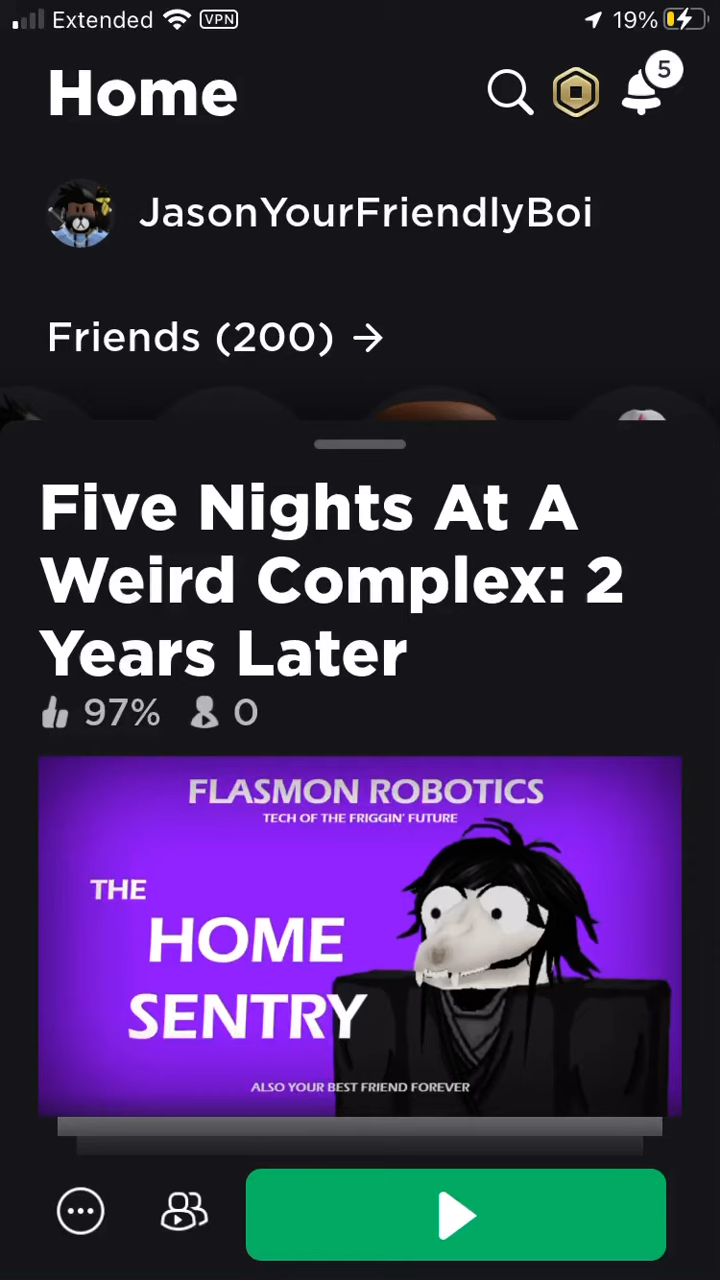 Extended VPN 19%
Home
5
JasonYourFriendlyBoi
Friends (200) →
Five Nights At A
Weird Complex: 2
Years Later
97% 0
FLASMON ROBOTICS
TECH OF THE FRIGGIN' FUTURE
THE
HOME
SENTRY
ALSO YOUR BEST FRIEND FOREVER